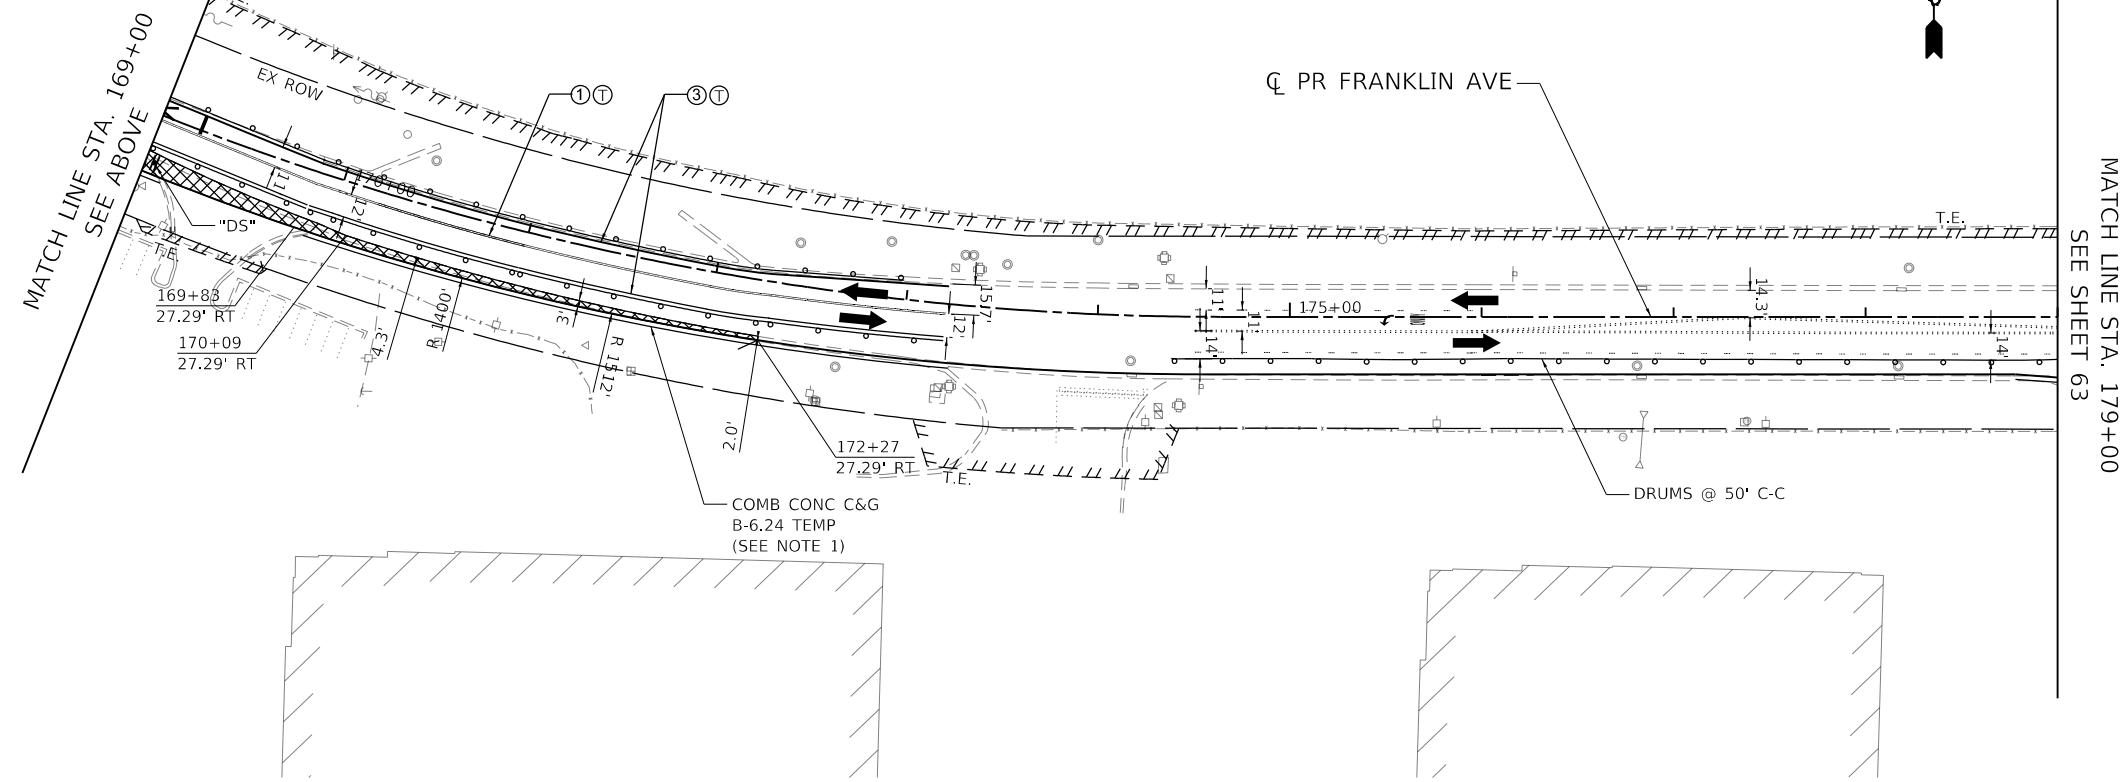 MATCH LINE STA. 169+00
SEE ABOVE
EX ROW
1 T
3 T
℄ PR FRANKLIN AVE
T.E.
MATCH LINE STA. 179+00
SEE SHEET 63
170+00
11'
12'
"DS"
T.E.
169+83
27.29' RT
170+09
27.29' RT
4.3'
R 1400'
3'
R 1512'
2.0'
15.7'
12'
11'
11'
14'
175+00
14.3'
14'
172+27
27.29' RT
T.E.
COMB CONC C&G
B-6.24 TEMP
(SEE NOTE 1)
DRUMS @ 50' C-C